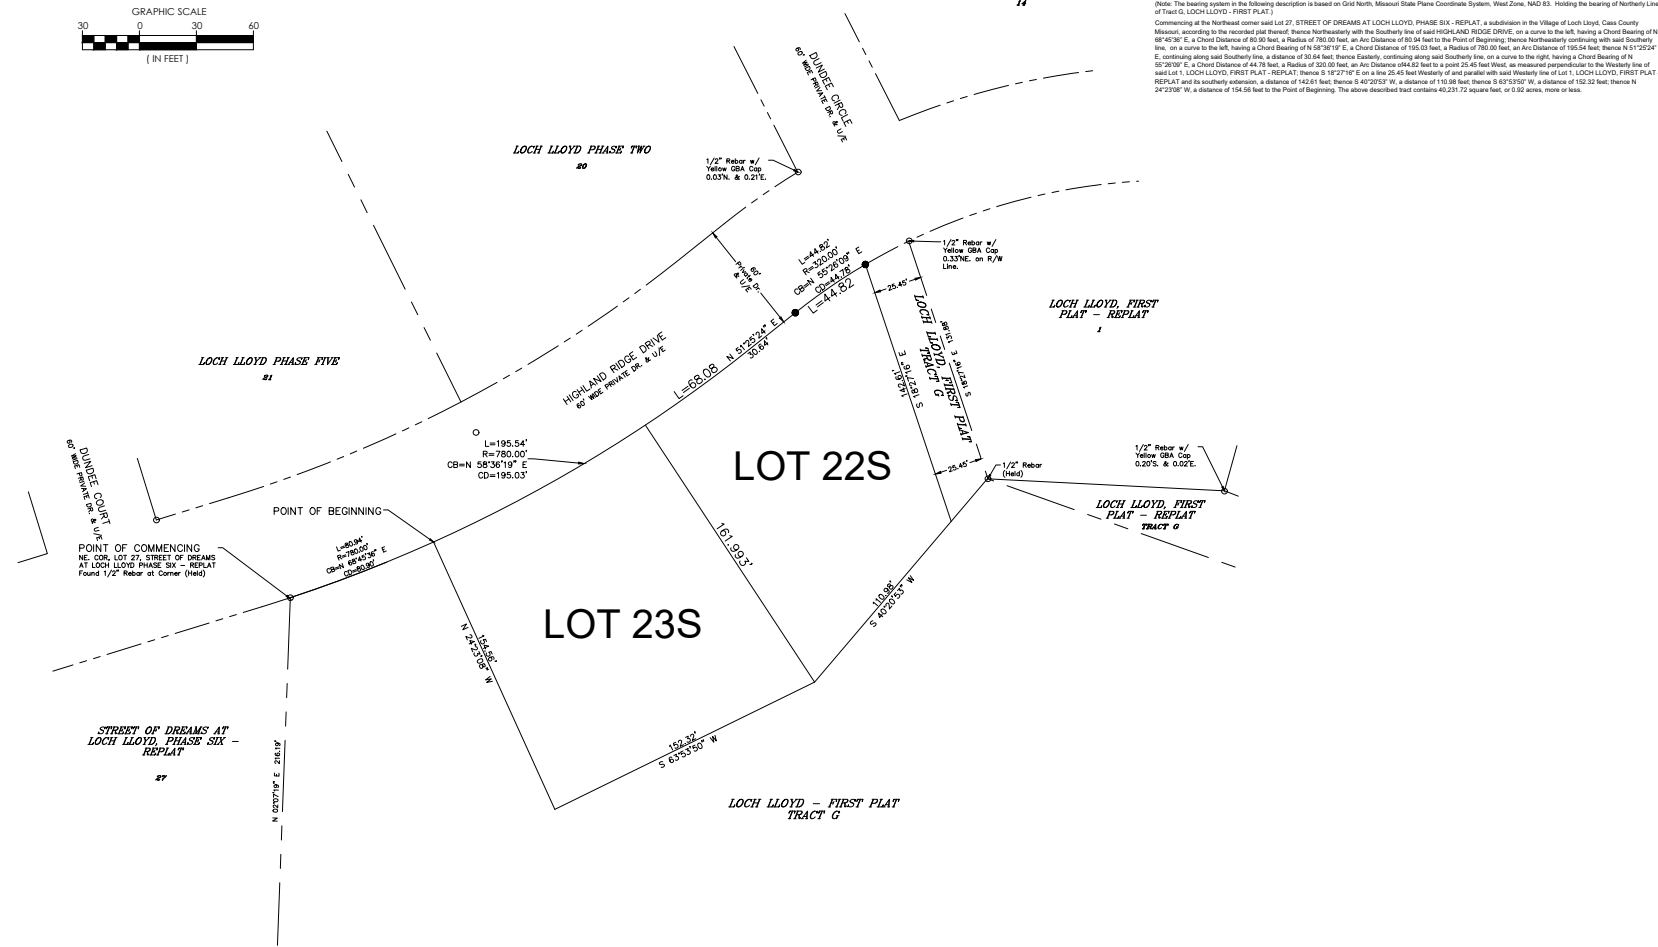 GRAPHIC SCALE
30 0 30 60
( IN FEET )
14
(Note: The bearing system in the following description is based on Grid North, Missouri State Plane Coordinate System, West Zone, NAD 83. Holding the bearing of Northerly Line
of Tract G, LOCH LLOYD - FIRST PLAT.)
Commencing at the Northeast corner said Lot 27, STREET OF DREAMS AT LOCH LLOYD, PHASE SIX - REPLAT, a subdivision in the Village of Loch Lloyd, Cass County
Missouri, according to the recorded plat thereof; thence Northeasterly with the Southerly line of said HIGHLAND RIDGE DRIVE, on a curve to the left, having a Chord Bearing of N
68°45'36" E, a Chord Distance of 80.90 feet, a Radius of 780.00 feet, an Arc Distance of 80.94 feet to the Point of Beginning; thence Northeasterly continuing with said Southerly
line, on a curve to the left, having a Chord Bearing of N 58°36'19" E, a Chord Distance of 195.03 feet, a Radius of 780.00 feet, an Arc Distance of 195.54 feet; thence N 51°25'24"
E, continuing along said Southerly line, a distance of 30.64 feet; thence Easterly, continuing along said Southerly line, on a curve to the right, having a Chord Bearing of N
55°26'09" E, a Chord Distance of 44.78 feet, a Radius of 320.00 feet, an Arc Distance of44.82 feet to a point 25.45 feet West, as measured perpendicular to the Westerly line of
said Lot 1, LOCH LLOYD, FIRST PLAT - REPLAT; thence S 18°27'16" E on a line 25.45 feet Westerly of and parallel with said Westerly line of Lot 1, LOCH LLOYD, FIRST PLAT
REPLAT and its southerly extension, a distance of 142.61 feet; thence S 40°20'53" W, a distance of 110.98 feet; thence S 63°53'50" W, a distance of 152.32 feet; thence N
24°23'08" W, a distance of 154.56 feet to the Point of Beginning. The above described tract contains 40,231.72 square feet, or 0.92 acres, more or less.
DUNDEE CIRCLE
60' WIDE PRIVATE DR. & U/E
LOCH LLOYD PHASE TWO
20
1/2" Rebar w/
Yellow GBA Cap
0.03'N. & 0.21'E.
L=44.82'
R=320.00'
CB=N 55°26'09" E
CD=44.78'
L=44.82
1/2" Rebar w/
Yellow GBA Cap
0.33'NE. on R/W
Line.
60'
Private Dr.
& U/E
25.45'
LOCH LLOYD, FIRST PLAT
TRACT G
S 18°27'16" E 131.88'
S 18°27'16" E
142.61'
LOCH LLOYD, FIRST
PLAT - REPLAT
1
LOCH LLOYD PHASE FIVE
21
HIGHLAND RIDGE DRIVE
60' WIDE PRIVATE DR. & U/E
N 51°25'24" E
30.64'
L=68.08
L=195.54'
R=780.00'
CB=N 58°36'19" E
CD=195.03'
DUNDEE COURT
60' WIDE PRIVATE DR. & U/E
LOT 22S
25.45'
1/2" Rebar
(Held)
1/2" Rebar w/
Yellow GBA Cap
0.20'S. & 0.02'E.
LOCH LLOYD, FIRST
PLAT - REPLAT
TRACT G
POINT OF BEGINNING
POINT OF COMMENCING
NE. COR, LOT 27, STREET OF DREAMS
AT LOCH LLOYD PHASE SIX - REPLAT
Found 1/2" Rebar at Corner (Held)
L=80.94'
R=780.00'
CB=N 68°45'36" E
CD=80.90'
161.993'
LOT 23S
154.56'
N 24°23'08" W
110.98'
S 40°20'53" W
152.32'
S 63°53'50" W
STREET OF DREAMS AT
LOCH LLOYD, PHASE SIX -
REPLAT
27
N 02°07'19" E 216.19'
LOCH LLOYD - FIRST PLAT
TRACT G